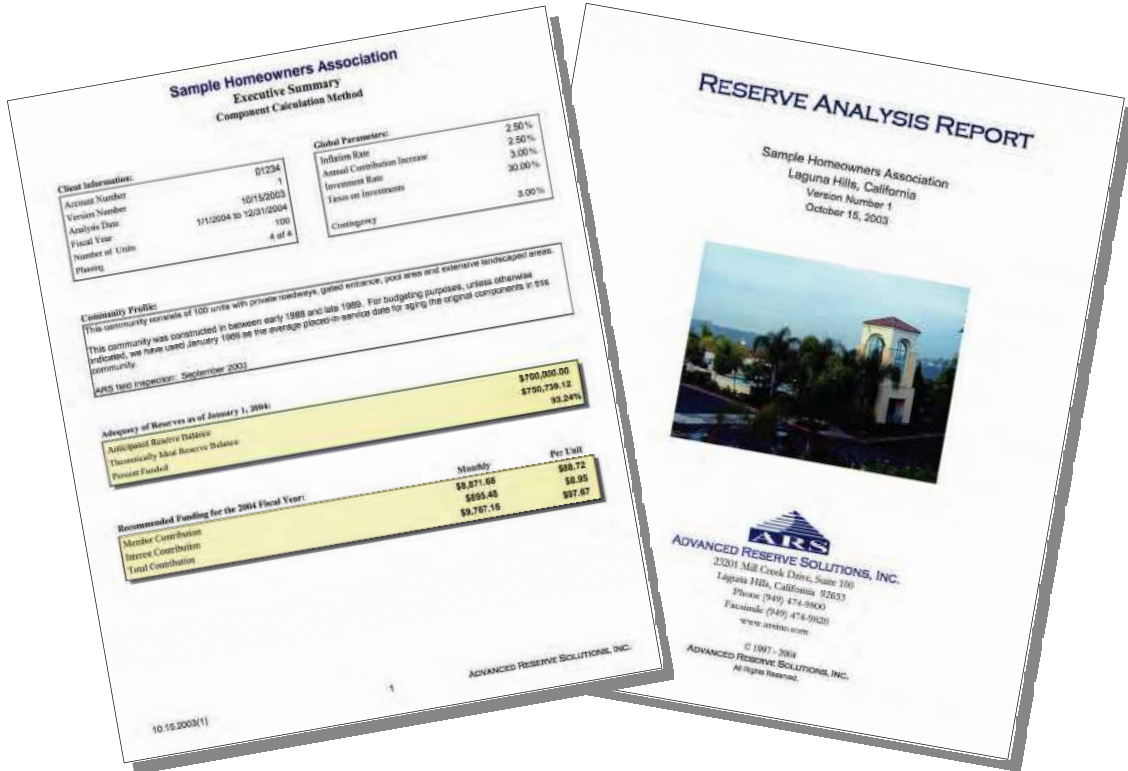 Sample Homeowners Association
Executive Summary
Component Calculation Method
Client Information:
Account Number 01234
Version Number 1
Analysis Date 10/15/2003
Fiscal Year 1/1/2004 to 12/31/2004
Number of Units 100
Phasing 4 of 4
Global Parameters:
Inflation Rate 2.50%
Annual Contribution Increase 2.50%
Investment Rate 3.00%
Taxes on Investments 30.00%
Contingency 3.00%
Community Profile:
This community consists of 100 units with private roadways, gated entrance, pool area and extensive landscaped areas.
This community was constructed in between early 1988 and late 1989. For budgeting purposes, unless otherwise
indicated, we have used January 1989 as the average placed-in-service date for aging the original components in this
community.
ARS field inspection: September 2003
Adequacy of Reserves as of January 1, 2004:
Anticipated Reserve Balance $700,000.00
Theoretically Ideal Reserve Balance $750,739.12
Percent Funded 93.24%
Recommended Funding for the 2004 Fiscal Year: Monthly Per Unit
Member Contribution $8,871.68 $88.72
Interest Contribution $895.48 $8.95
Total Contribution $9,767.16 $97.67
ADVANCED RESERVE SOLUTIONS, INC.
1
10.15.2003(1)
RESERVE ANALYSIS REPORT
Sample Homeowners Association
Laguna Hills, California
Version Number 1
October 15, 2003
ARS
ADVANCED RESERVE SOLUTIONS, INC.
23201 Mill Creek Drive, Suite 100
Laguna Hills, California 92653
Phone (949) 474-9800
Facsimile (949) 474-9820
www.arsinc.com
© 1997 - 2004
ADVANCED RESERVE SOLUTIONS, INC.
All Rights Reserved.